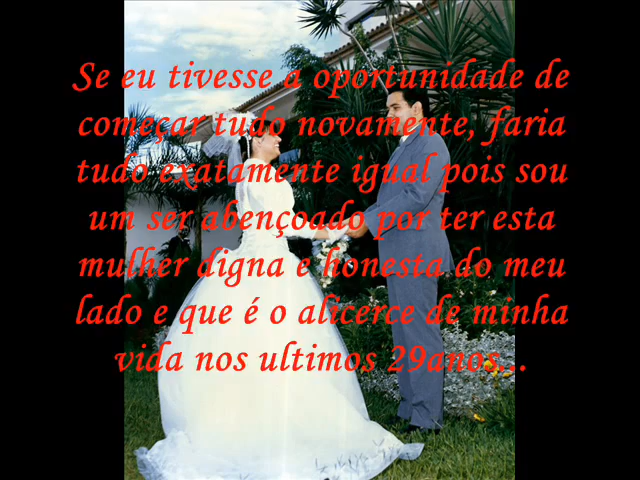 Se eu tivesse a oportunidade de
começar tudo novamente, faria
tudo exatamente igual pois sou
um ser abençoado por ter esta
mulher digna e honesta do meu
lado e que é o alicerce de minha
vida nos ultimos 29anos...